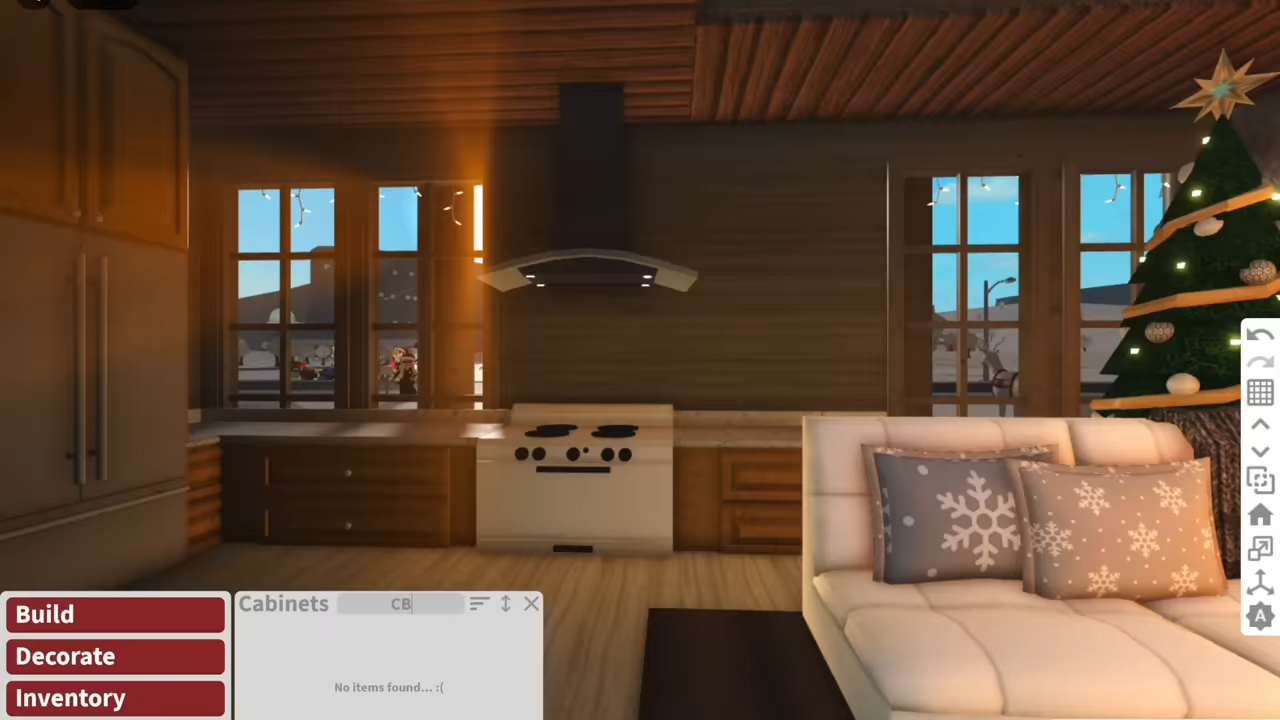 Build
Decorate
Inventory
Cabinets
CB
No items found... :(
A